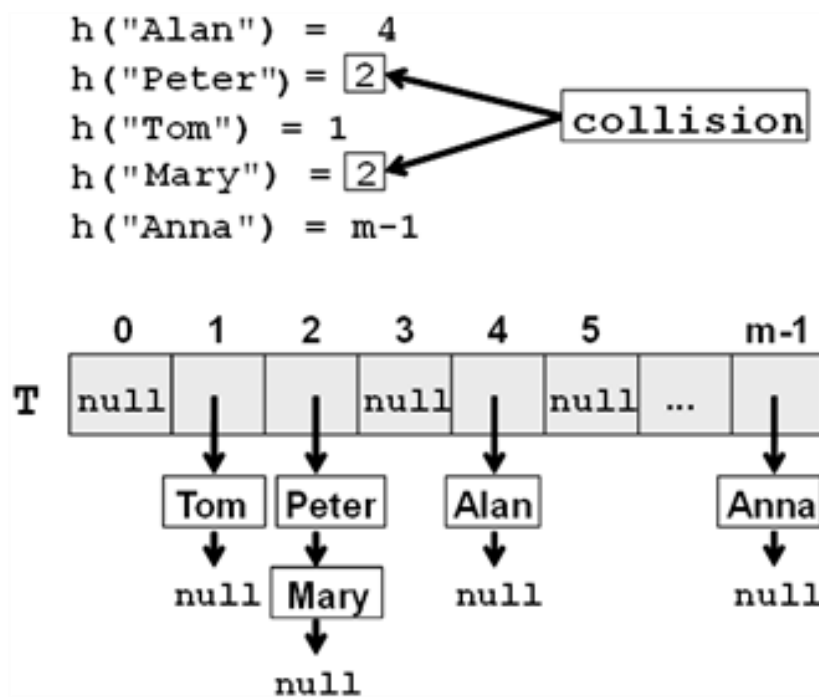 h("Alan") = 4
h("Peter") = 2
collision
h("Tom") = 1
h("Mary") = 2
h("Anna") = m-1
0 1 2 3 4 5 m-1
T null null null ...
Tom Peter Alan Anna
null Mary null null
null